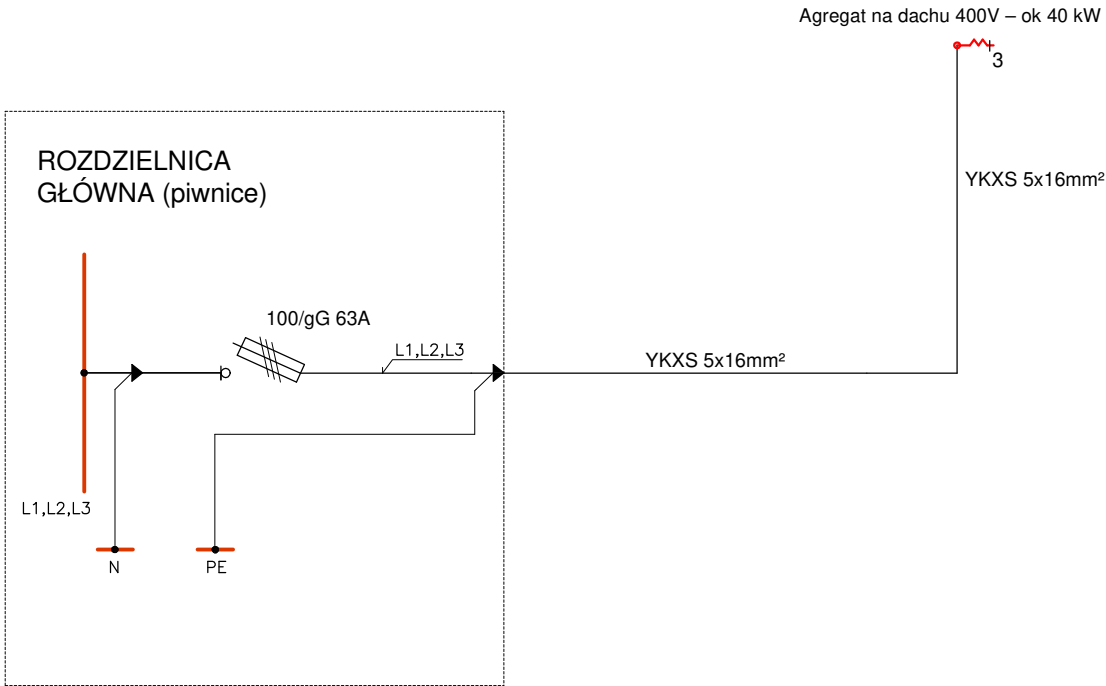 Agregat na dachu 400V – ok 40 kW
3
ROZDZIELNICA
GŁÓWNA (piwnice)
YKXS 5x16mm²
100/gG 63A
L1,L2,L3
YKXS 5x16mm²
L1,L2,L3
N
PE